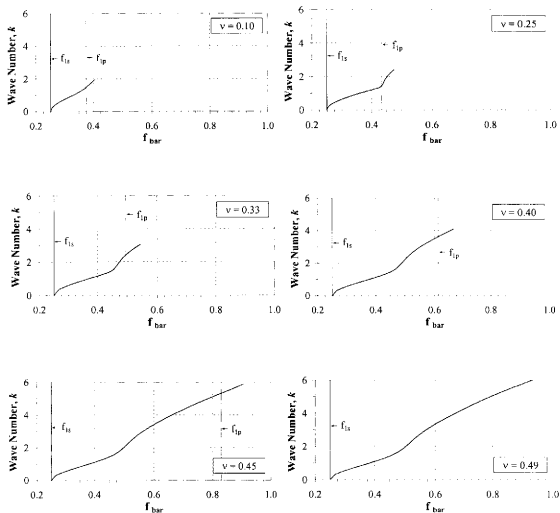 ν = 0.10
Wave Number, k
6
4
2
0
f1s
f1p
0.2
0.4
0.6
0.8
1.0
f bar
ν = 0.25
Wave Number, k
6
4
2
0
f1s
f1p
0.2
0.4
0.6
0.8
1.0
f bar
ν = 0.33
Wave Number, k
6
4
2
0
f1s
f1p
0.2
0.4
0.6
0.8
1.0
f bar
ν = 0.40
Wave Number, k
6
4
2
0
f1s
f1p
0.2
0.4
0.6
0.8
1.0
f bar
ν = 0.45
Wave Number, k
6
4
2
0
f1s
f1p
0.2
0.4
0.6
0.8
1.0
f bar
ν = 0.49
Wave Number, k
6
4
2
0
f1s
0.2
0.4
0.6
0.8
1.0
f bar